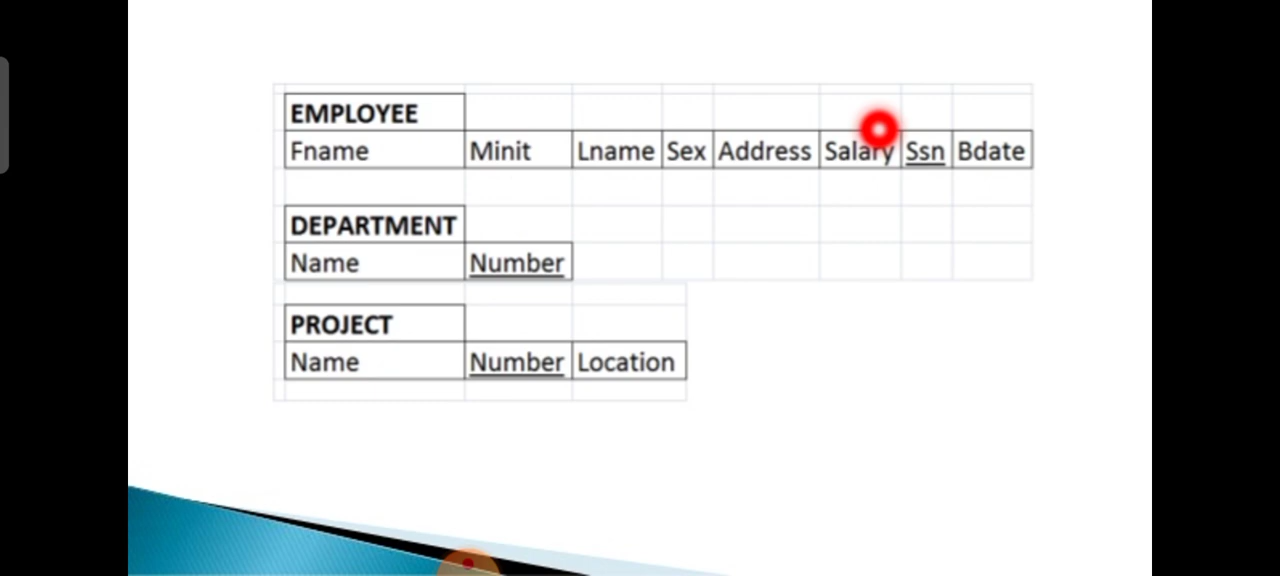 EMPLOYEE
Fname Minit Lname Sex Address Salary Ssn Bdate
DEPARTMENT
Name Number
PROJECT
Name Number Location